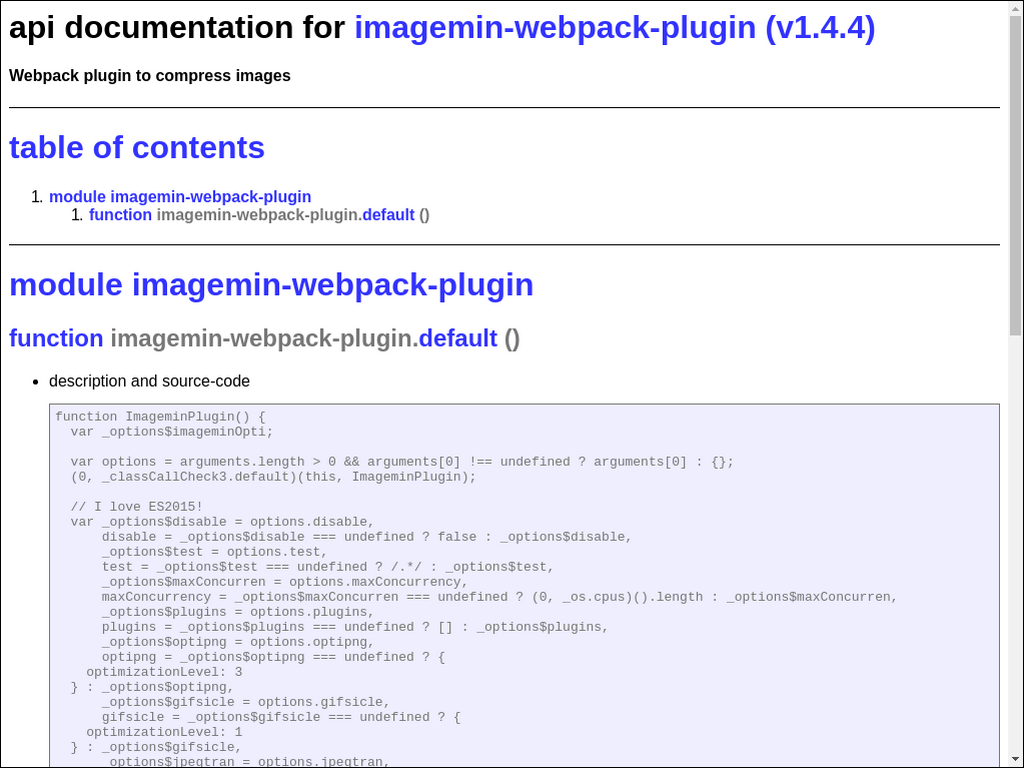 api documentation for imagemin-webpack-plugin (v1.4.4)
Webpack plugin to compress images
table of contents
1. module imagemin-webpack-plugin
1. function imagemin-webpack-plugin.default ()
module imagemin-webpack-plugin
function imagemin-webpack-plugin.default ()
• description and source-code
function ImageminPlugin() {
  var _options$imageminOpti;

  var options = arguments.length > 0 && arguments[0] !== undefined ? arguments[0] : {};
  (0, _classCallCheck3.default)(this, ImageminPlugin);

  // I love ES2015!
  var _options$disable = options.disable,
      disable = _options$disable === undefined ? false : _options$disable,
      _options$test = options.test,
      test = _options$test === undefined ? /.*/ : _options$test,
      _options$maxConcurren = options.maxConcurrency,
      maxConcurrency = _options$maxConcurren === undefined ? (0, _os.cpus)().length : _options$maxConcurren,
      _options$plugins = options.plugins,
      plugins = _options$plugins === undefined ? [] : _options$plugins,
      _options$optipng = options.optipng,
      optipng = _options$optipng === undefined ? {
    optimizationLevel: 3
  } : _options$optipng,
      _options$gifsicle = options.gifsicle,
      gifsicle = _options$gifsicle === undefined ? {
    optimizationLevel: 1
  } : _options$gifsicle,
      _options$jpegtran = options.jpegtran,